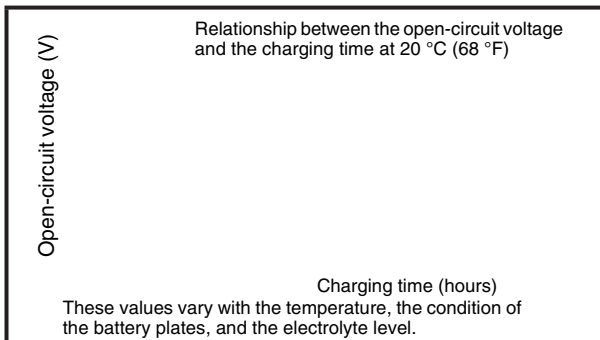 Relationship between the open-circuit voltage
and the charging time at 20 °C (68 °F)
Open-circuit voltage (V)
Charging time (hours)
These values vary with the temperature, the condition of
the battery plates, and the electrolyte level.